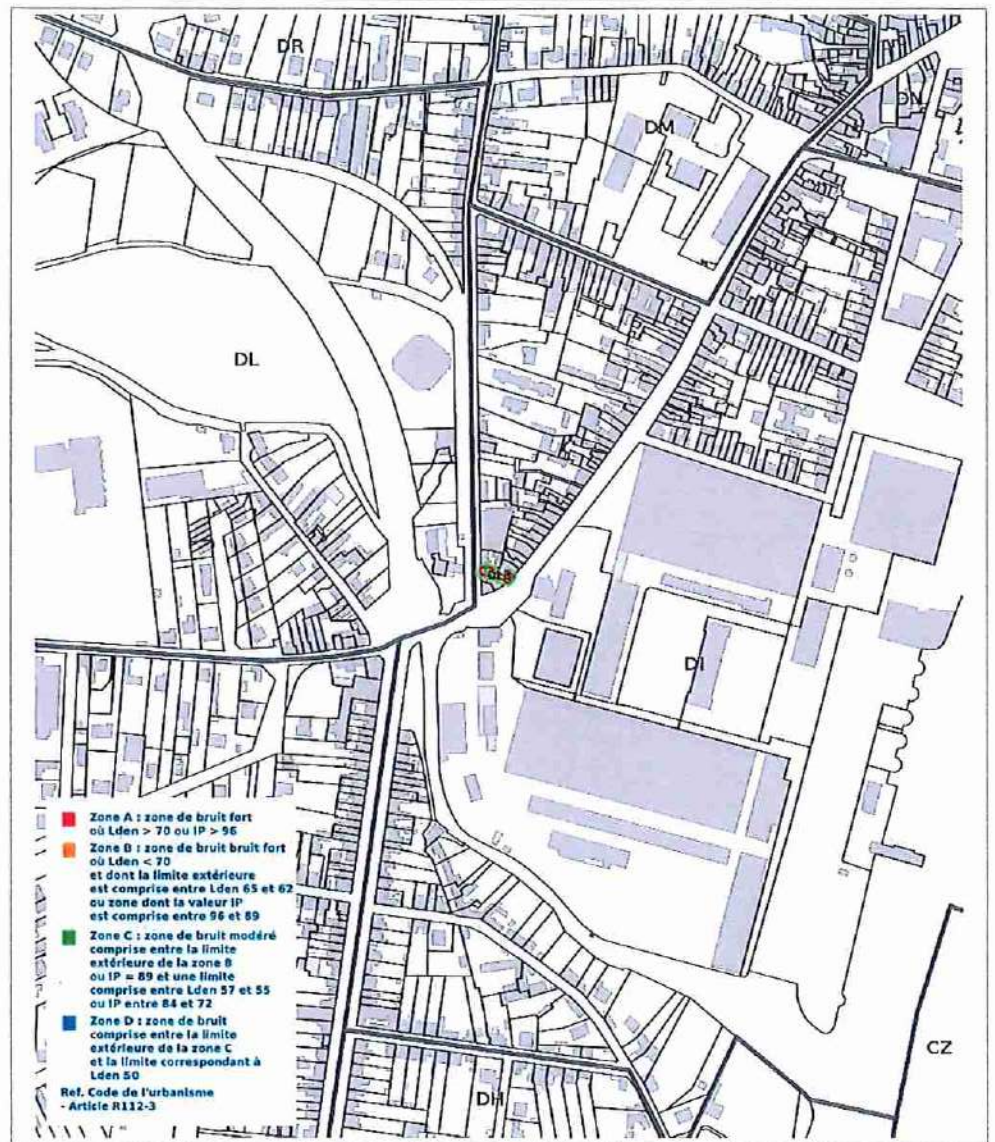 DR
DN
DM
DL
DI
CZ
DH
Zone A : zone de bruit fort
où Lden > 70 ou IP > 96
Zone B : zone de bruit bruit fort
où Lden < 70
et dont la limite extérieure
est comprise entre Lden 65 et 62
ou zone dont la valeur IP
est comprise entre 96 et 89
Zone C : zone de bruit modéré
comprise entre la limite
extérieure de la zone B
ou IP = 89 et une limite
comprise entre Lden 57 et 55
ou IP entre 84 et 72
Zone D : zone de bruit
comprise entre la limite
extérieure de la zone C
et la limite correspondant à
Lden 50
Ref. Code de l'urbanisme
- Article R112-3